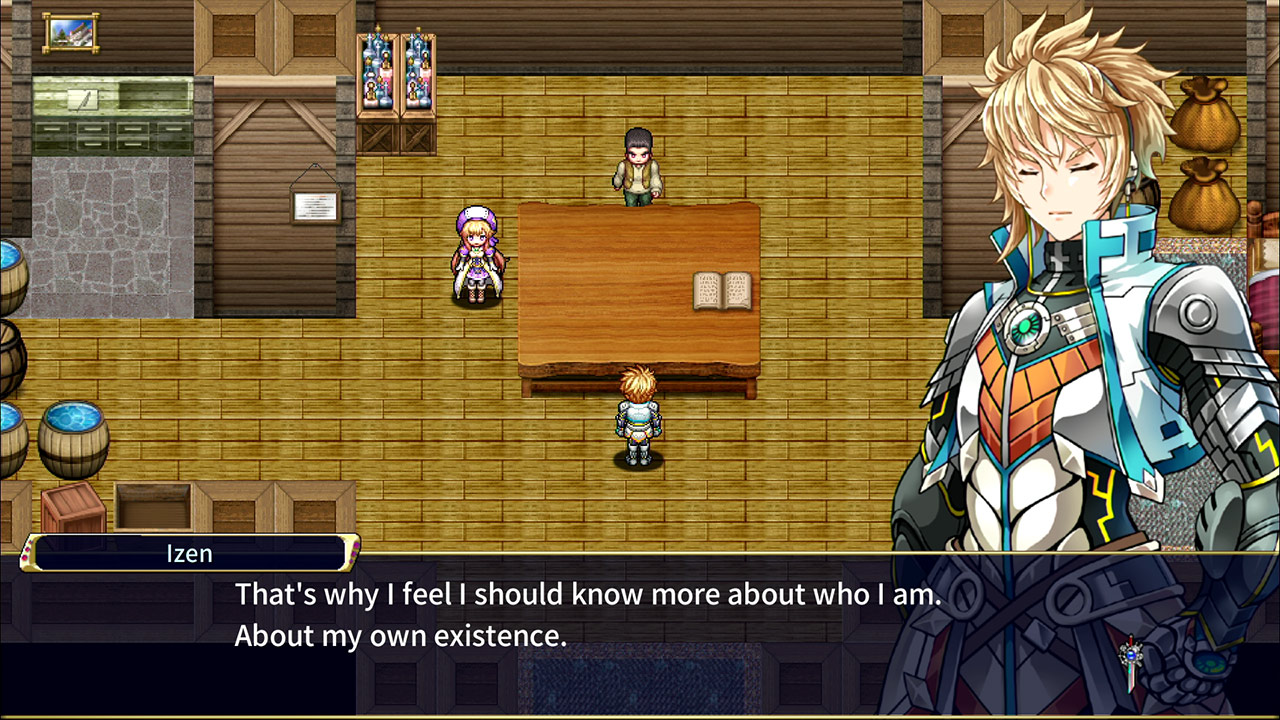 Izen
That's why I feel I should know more about who I am.
About my own existence.